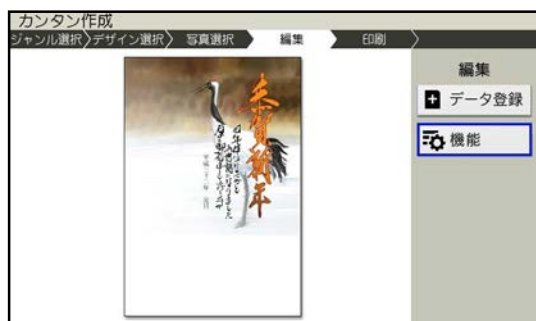 カンタン作成
ジャンル選択
デザイン選択
写真選択
編集
印刷
編集
データ登録
機能
恭賀新年